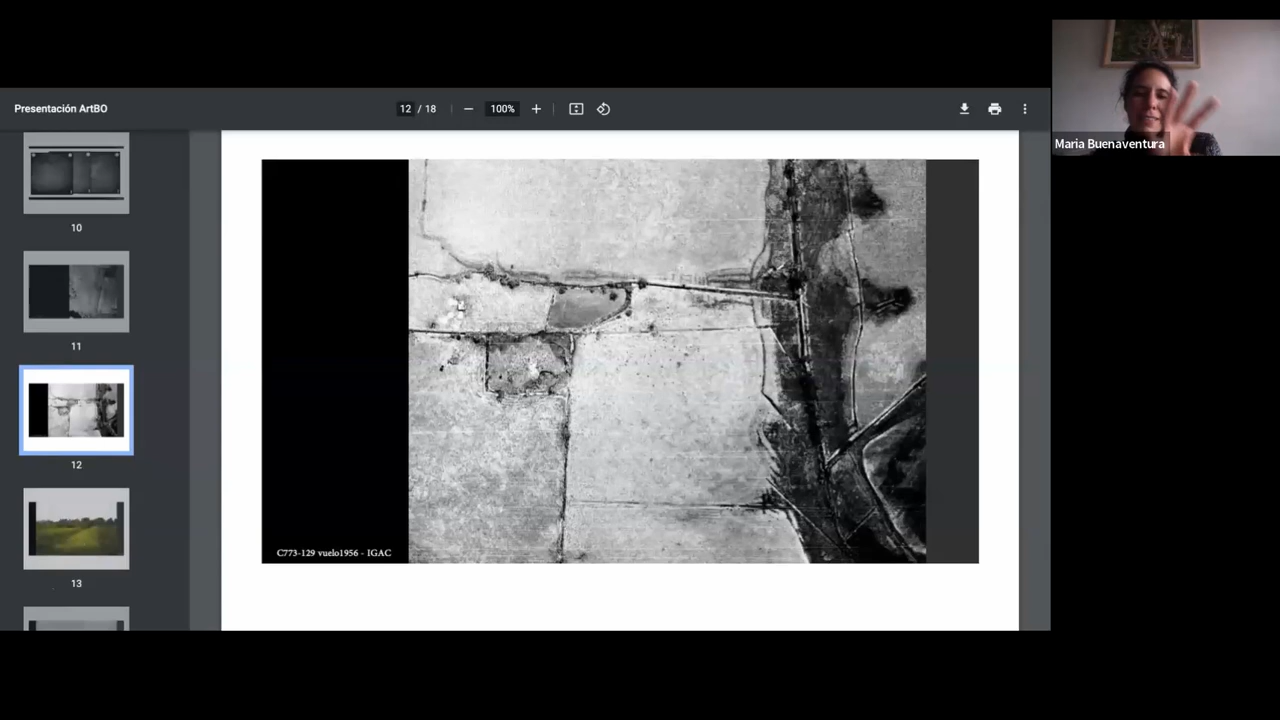 Presentación ArtBO
12 / 18
100%
Maria Buenaventura
10
11
12
13
C773-129 vuelo1956 - IGAC